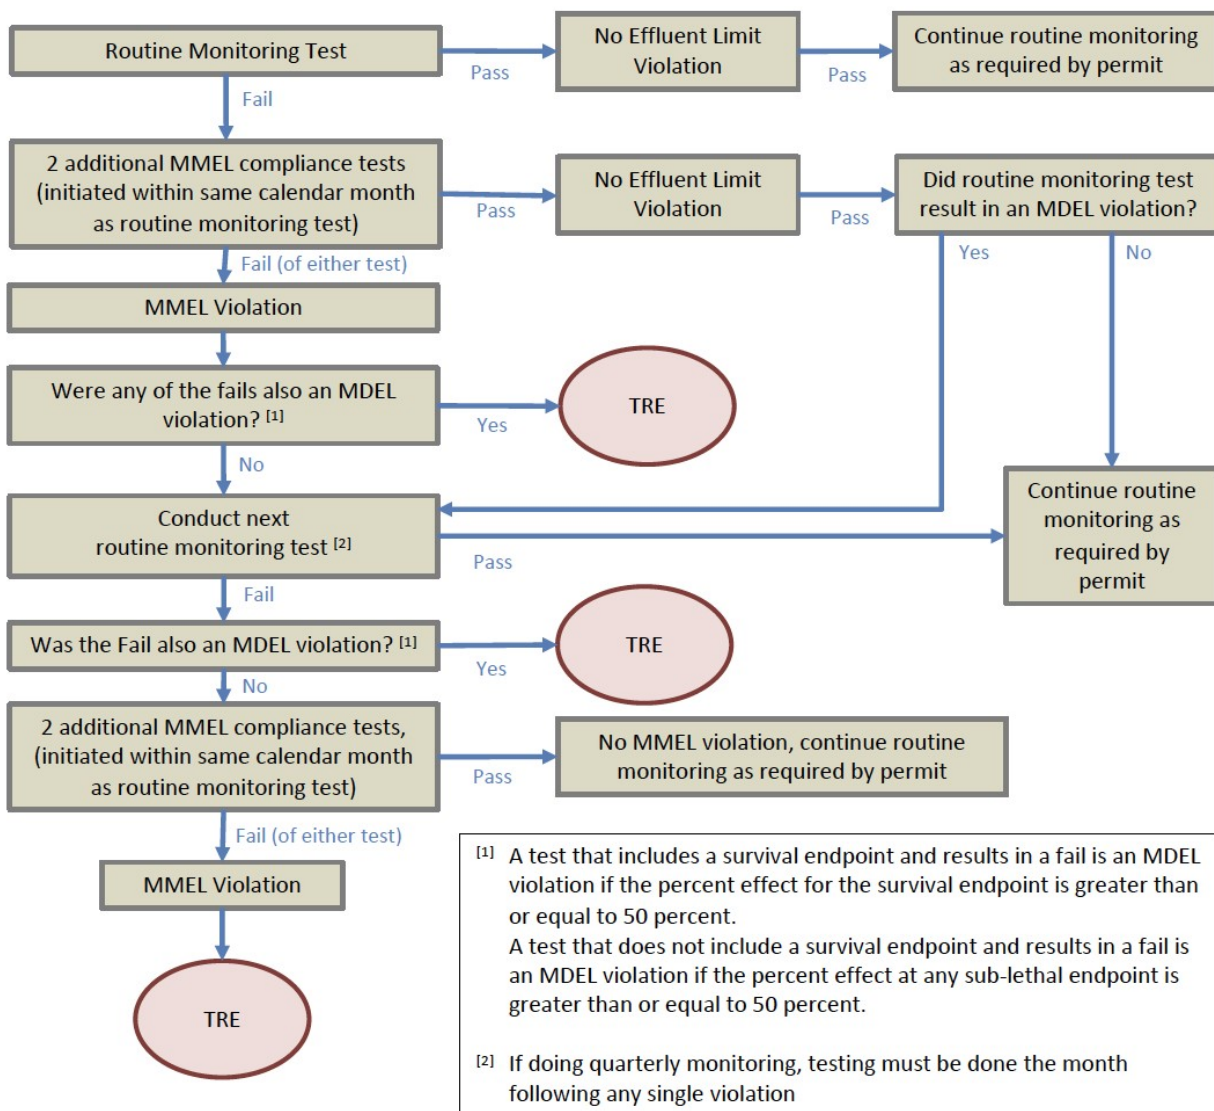 Routine Monitoring Test
Pass
No Effluent Limit
Violation
Pass
Continue routine monitoring
as required by permit
Fail
2 additional MMEL compliance tests
(initiated within same calendar month
as routine monitoring test)
Pass
No Effluent Limit
Violation
Pass
Did routine monitoring test
result in an MDEL violation?
Fail (of either test)
Yes
No
MMEL Violation
Were any of the fails also an MDEL
violation? [1]
Yes
TRE
No
Conduct next
routine monitoring test [2]
Pass
Continue routine
monitoring as
required by
permit
Fail
Was the Fail also an MDEL violation? [1]
Yes
TRE
No
2 additional MMEL compliance tests,
(initiated within same calendar month
as routine monitoring test)
Pass
No MMEL violation, continue routine
monitoring as required by permit
Fail (of either test)
MMEL Violation
TRE
[1] A test that includes a survival endpoint and results in a fail is an MDEL
violation if the percent effect for the survival endpoint is greater than
or equal to 50 percent.
A test that does not include a survival endpoint and results in a fail is
an MDEL violation if the percent effect at any sub-lethal endpoint is
greater than or equal to 50 percent.
[2] If doing quarterly monitoring, testing must be done the month
following any single violation